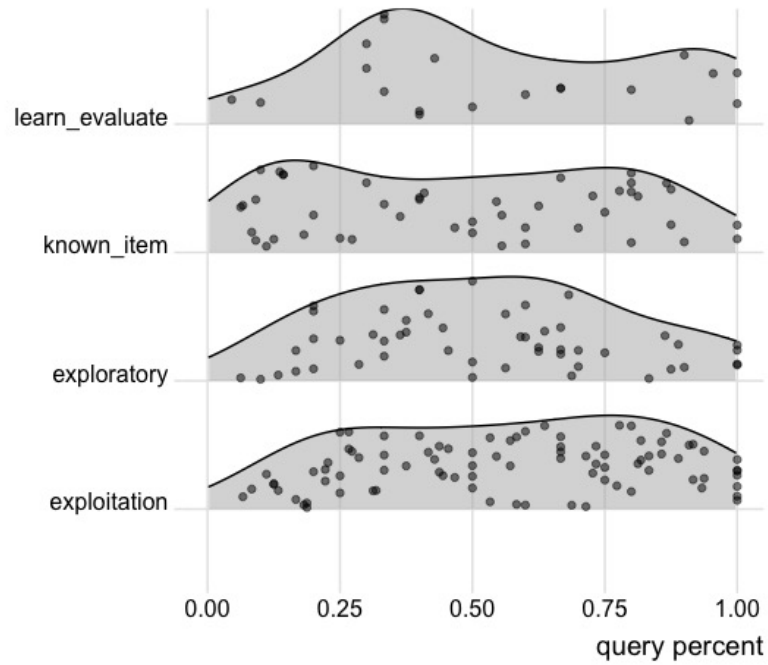 learn_evaluate
known_item
exploratory
exploitation
0.00 0.25 0.50 0.75 1.00
query percent